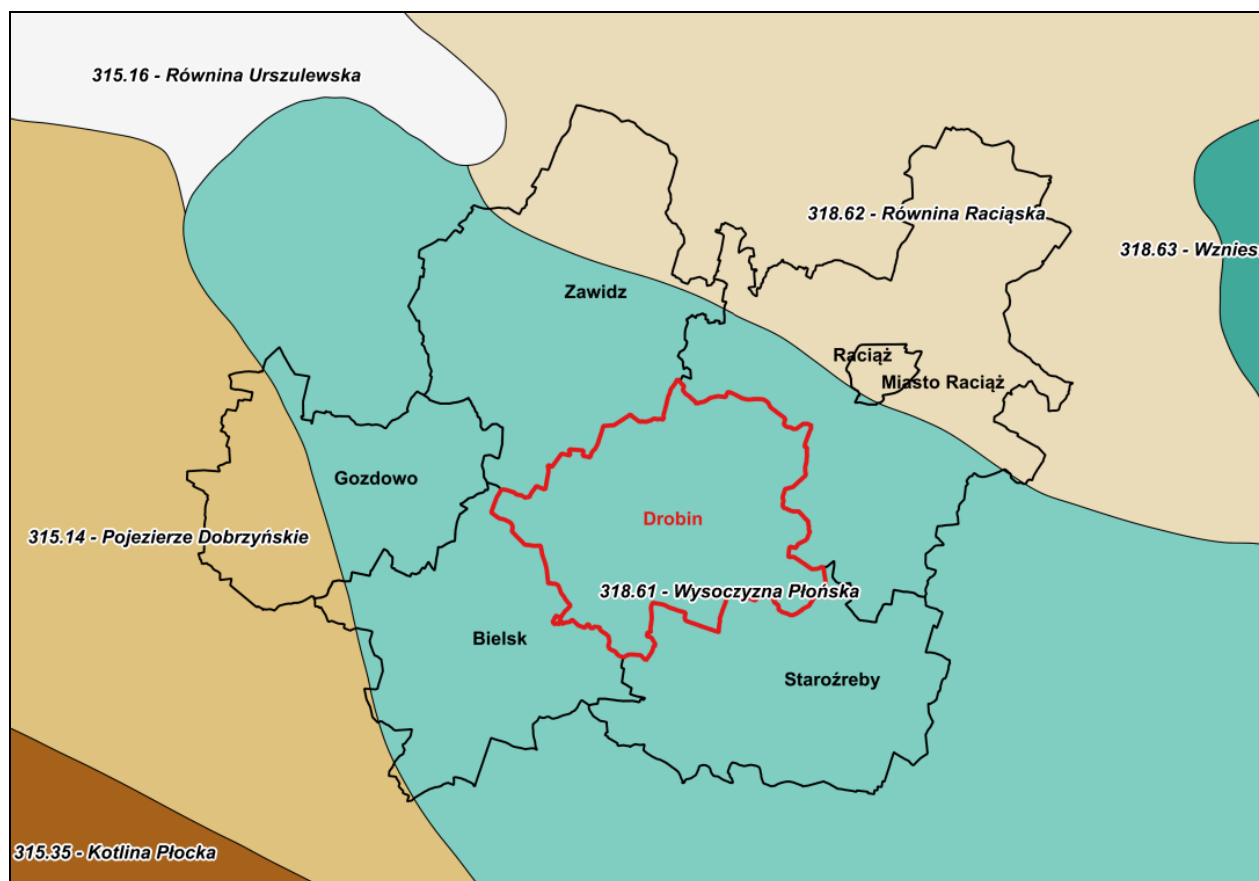 315.16 - Równina Urszulewska
318.62 - Równina Raciąska
318.63 - Wznies
Zawidz
Raciąż
Miasto Raciąż
Gozdowo
Drobin
315.14 - Pojezierze Dobrzyńskie
318.61 - Wysoczyzna Płońska
Bielsk
Staroźreby
315.35 - Kotlina Płocka